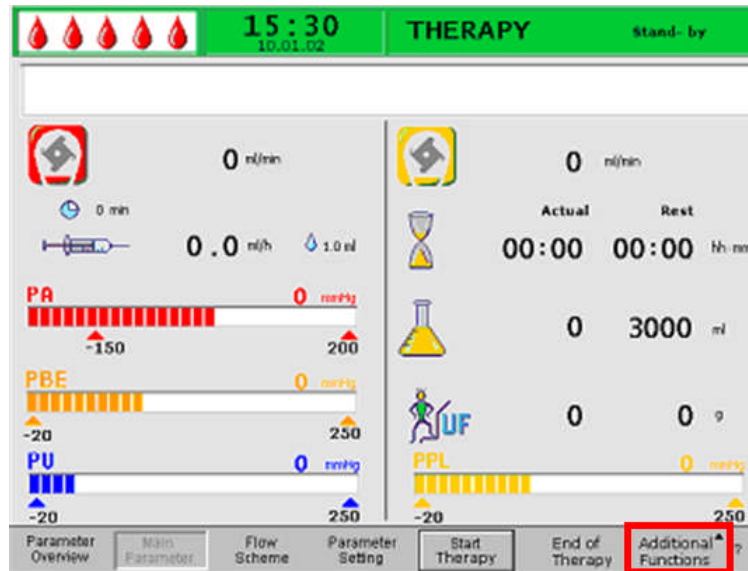 15:30
10.01.02
THERAPY
Stand- by
0 ml/min
0 ml/min
0 min
Actual Rest
0.0 ml/h 1.0 ml
00:00 00:00 hh:mm
PA 0 mmHg
-150 200
0 3000 ml
PBE 0 mmHg
-20 250
UF 0 0 g
PV 0 mmHg
-20 250
PPL 0 mmHg
-20 250
Parameter Overview
Main Parameter
Flow Scheme
Parameter Setting
Start Therapy
End of Therapy
Additional Functions
?